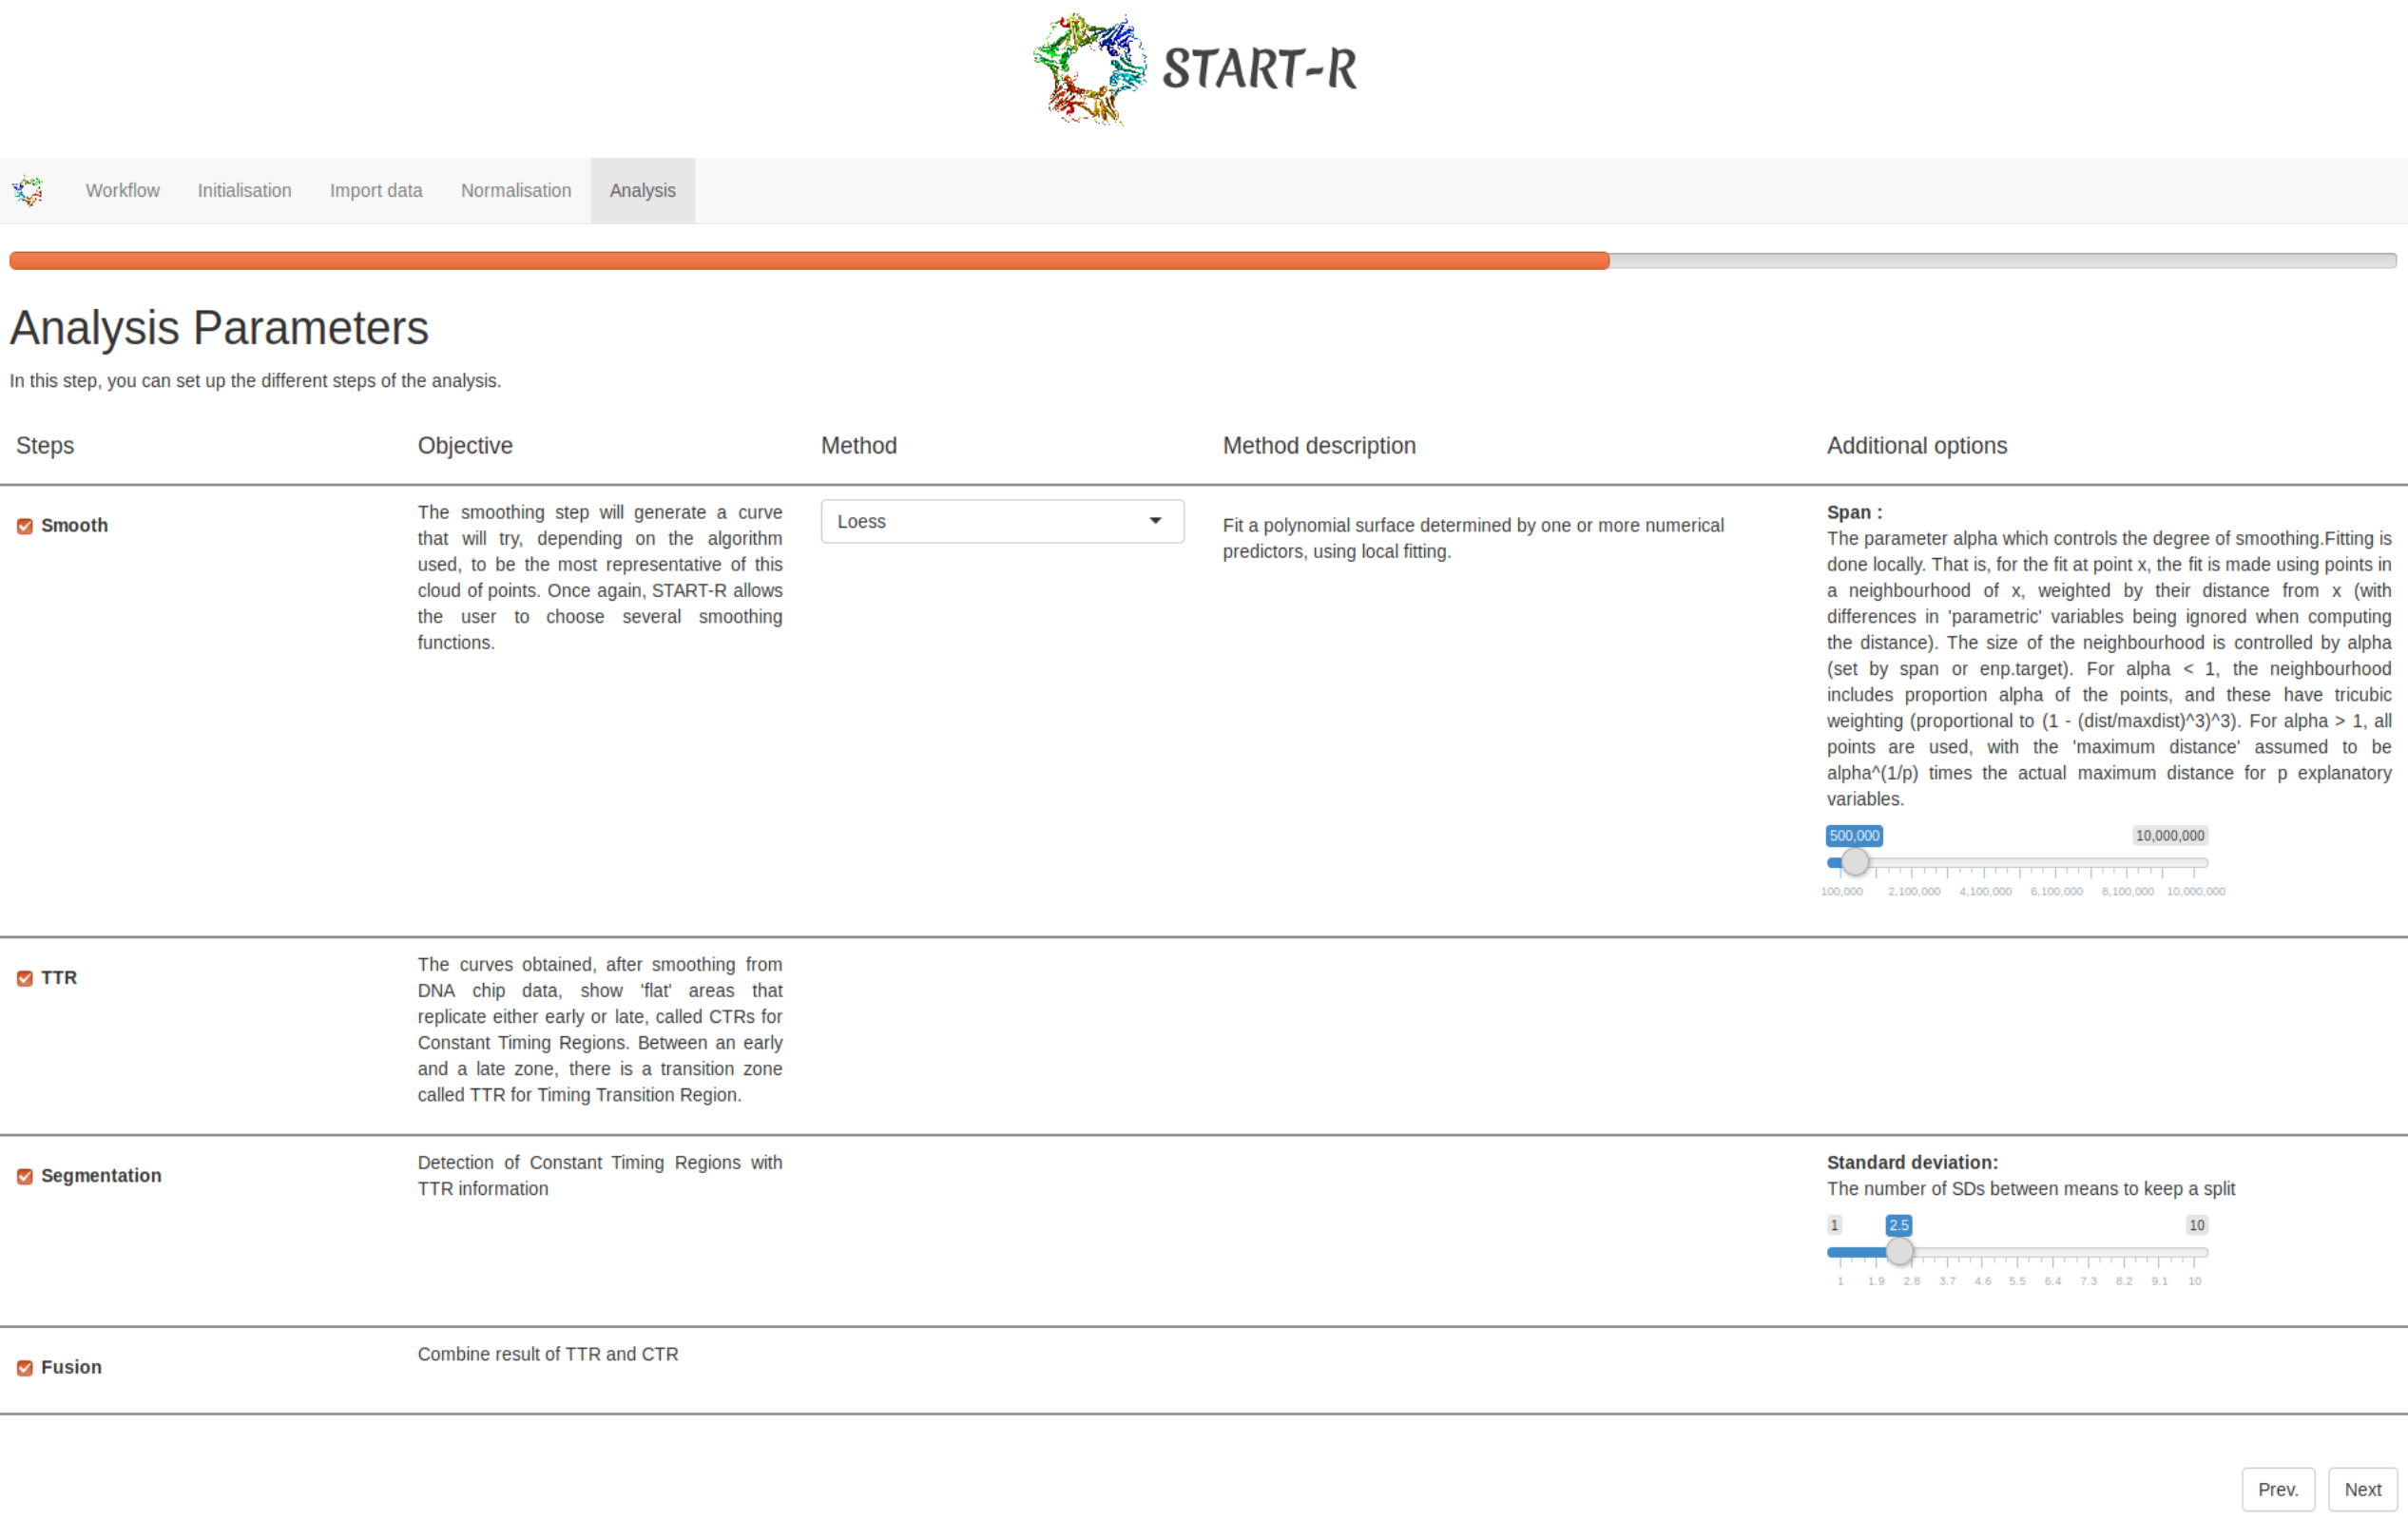 START-R
Workflow Initialisation Import data Normalisation Analysis
Analysis Parameters
In this step, you can set up the different steps of the analysis.
Steps Objective Method Method description Additional options
Smooth
The smoothing step will generate a curve
that will try, depending on the algorithm
used, to be the most representative of this
cloud of points. Once again, START-R allows
the user to choose several smoothing
functions.
Loess
Fit a polynomial surface determined by one or more numerical
predictors, using local fitting.
Span :
The parameter alpha which controls the degree of smoothing.Fitting is
done locally. That is, for the fit at point x, the fit is made using points in
a neighbourhood of x, weighted by their distance from x (with
differences in 'parametric' variables being ignored when computing
the distance). The size of the neighbourhood is controlled by alpha
(set by span or enp.target). For alpha < 1, the neighbourhood
includes proportion alpha of the points, and these have tricubic
weighting (proportional to (1 - (dist/maxdist)^3)^3). For alpha > 1, all
points are used, with the 'maximum distance' assumed to be
alpha^(1/p) times the actual maximum distance for p explanatory
variables.
500,000 10,000,000
100,000 2,100,000 4,100,000 6,100,000 8,100,000 10,000,000
TTR
The curves obtained, after smoothing from
DNA chip data, show 'flat' areas that
replicate either early or late, called CTRs for
Constant Timing Regions. Between an early
and a late zone, there is a transition zone
called TTR for Timing Transition Region.
Segmentation
Detection of Constant Timing Regions with
TTR information
Standard deviation:
The number of SDs between means to keep a split
1 2.5 10
1 1.9 2.8 3.7 4.6 5.5 6.4 7.3 8.2 9.1 10
Fusion
Combine result of TTR and CTR
Prev. Next